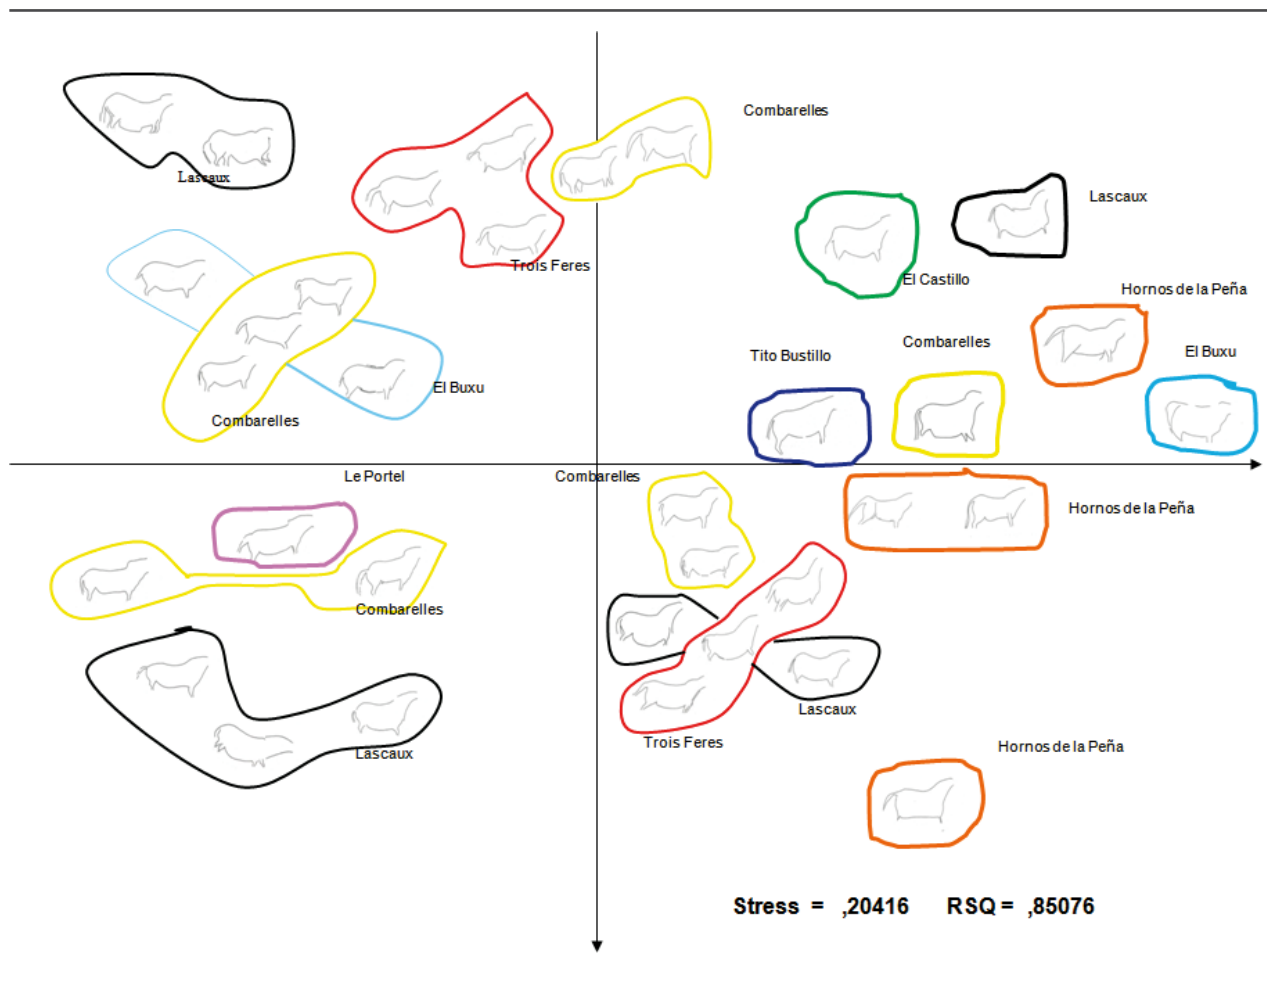 Combarelles
Lascaux
Lascaux
Trois Feres
El Castillo
Hornos de la Peña
Tito Bustillo
Combarelles
El Buxu
El Buxu
Combarelles
Le Portel
Combarelles
Hornos de la Peña
Combarelles
Lascaux
Trois Feres
Lascaux
Hornos de la Peña
Stress = ,20416 RSQ = ,85076